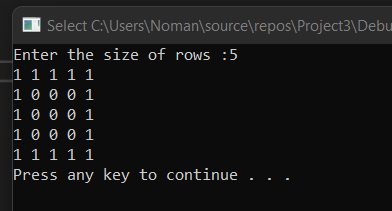 Select C:\Users\Noman\source\repos\Project3\Debu
Enter the size of rows :5
1 1 1 1 1
1 0 0 0 1
1 0 0 0 1
1 0 0 0 1
1 1 1 1 1
Press any key to continue . . .